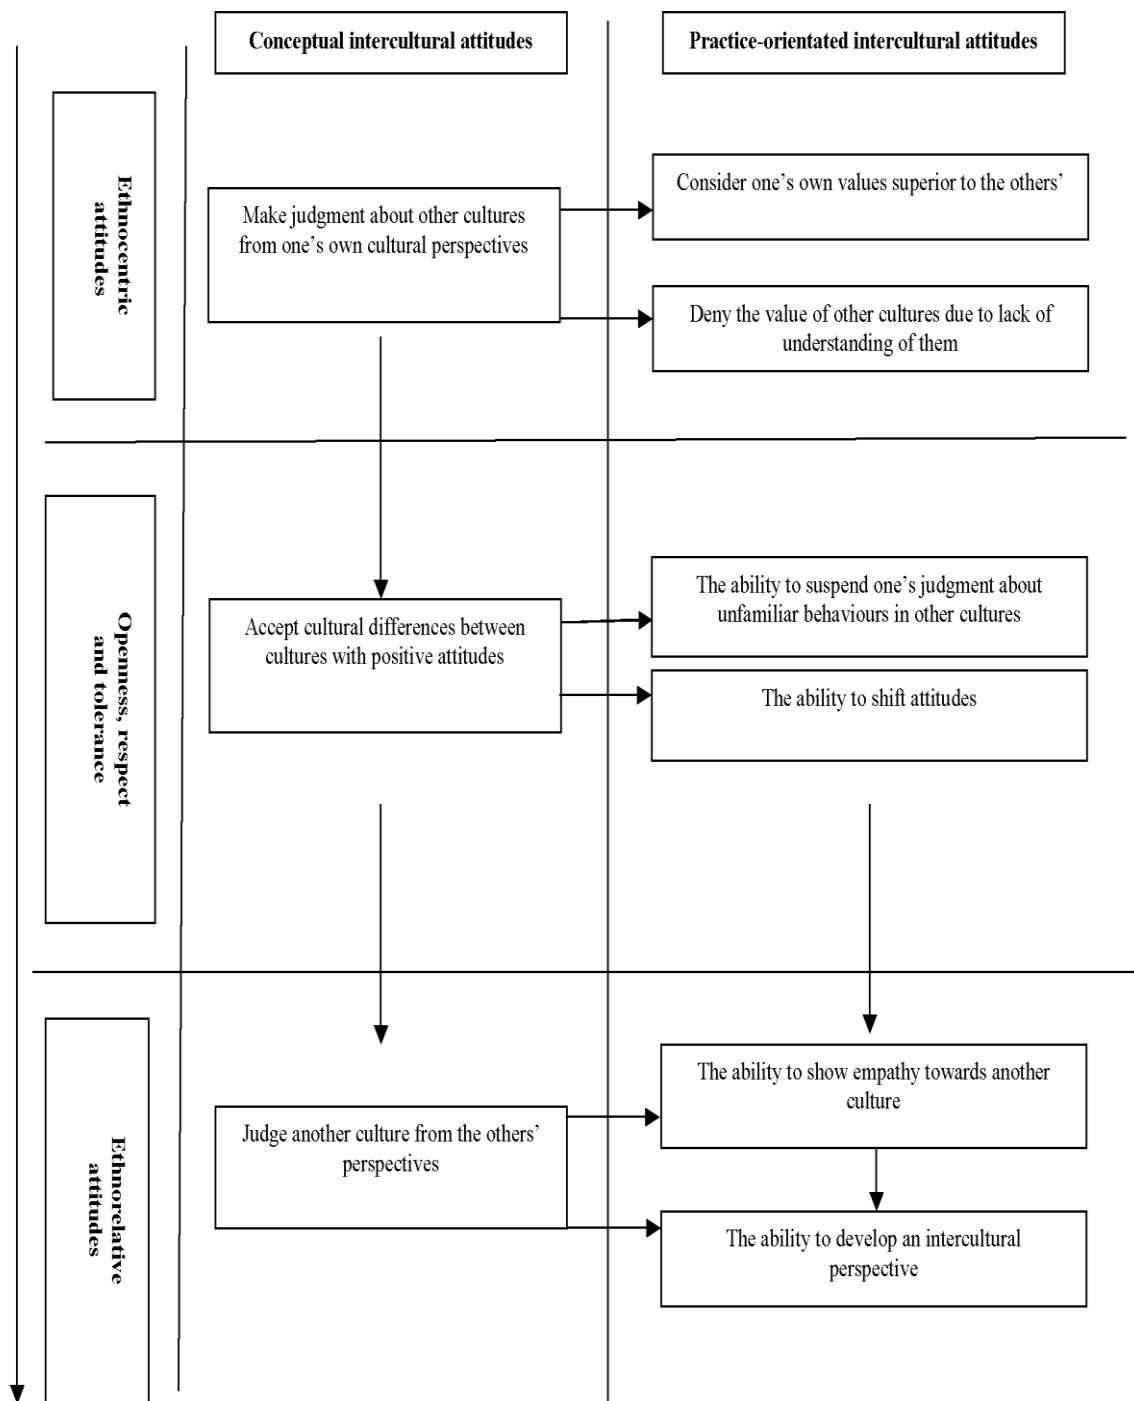 Conceptual intercultural attitudes
Practice-orientated intercultural attitudes
Ethnocentric
attitudes
Make judgment about other cultures
from one's own cultural perspectives
Consider one's own values superior to the others'
Deny the value of other cultures due to lack of
understanding of them
Openness, respect
and tolerance
Accept cultural differences between
cultures with positive attitudes
The ability to suspend one's judgment about
unfamiliar behaviours in other cultures
The ability to shift attitudes
Ethnorelative
attitudes
Judge another culture from the others'
perspectives
The ability to show empathy towards another
culture
The ability to develop an intercultural
perspective